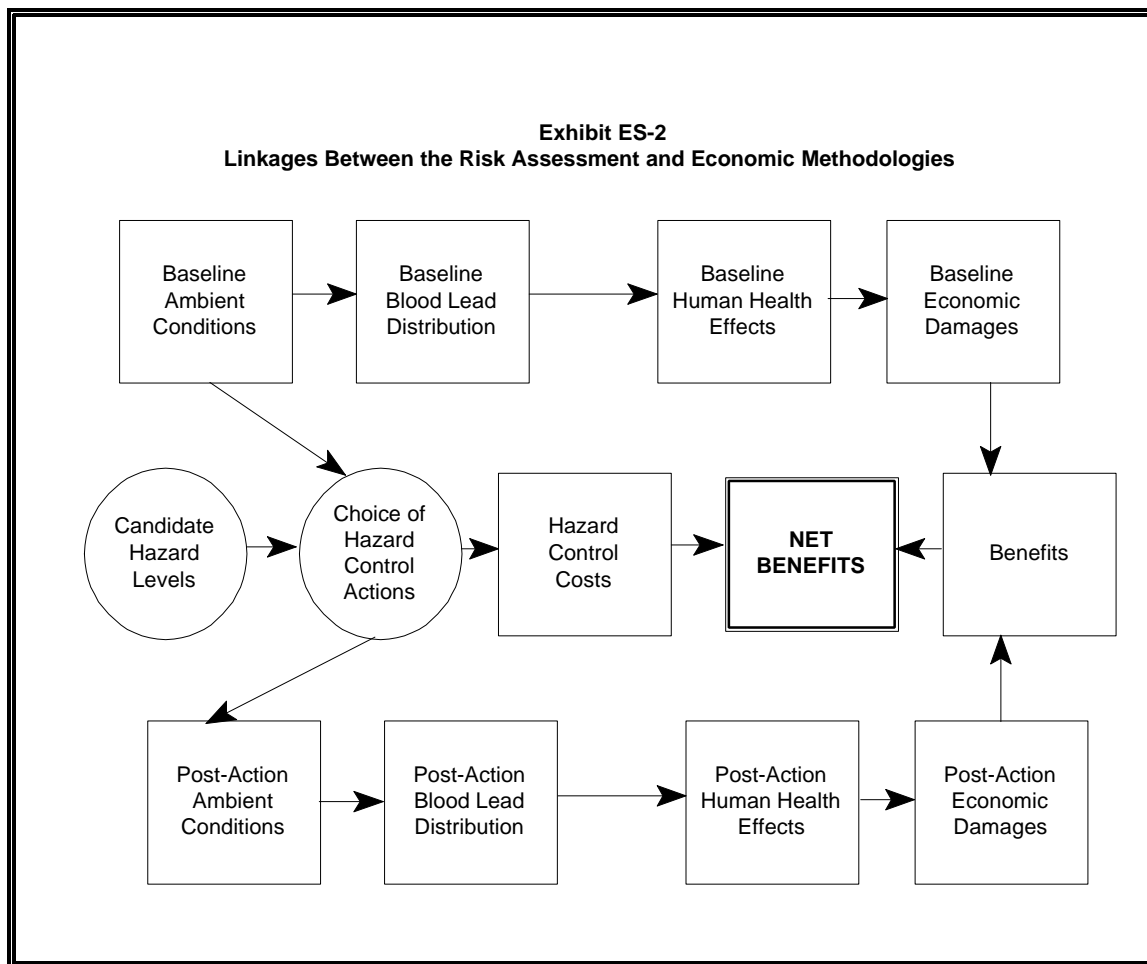 Exhibit ES-2
Linkages Between the Risk Assessment and Economic Methodologies
Baseline
Ambient
Conditions
Baseline
Blood Lead
Distribution
Baseline
Human Health
Effects
Baseline
Economic
Damages
Candidate
Hazard
Levels
Choice of
Hazard
Control
Actions
Hazard
Control
Costs
NET
BENEFITS
Benefits
Post-Action
Ambient
Conditions
Post-Action
Blood Lead
Distribution
Post-Action
Human Health
Effects
Post-Action
Economic
Damages